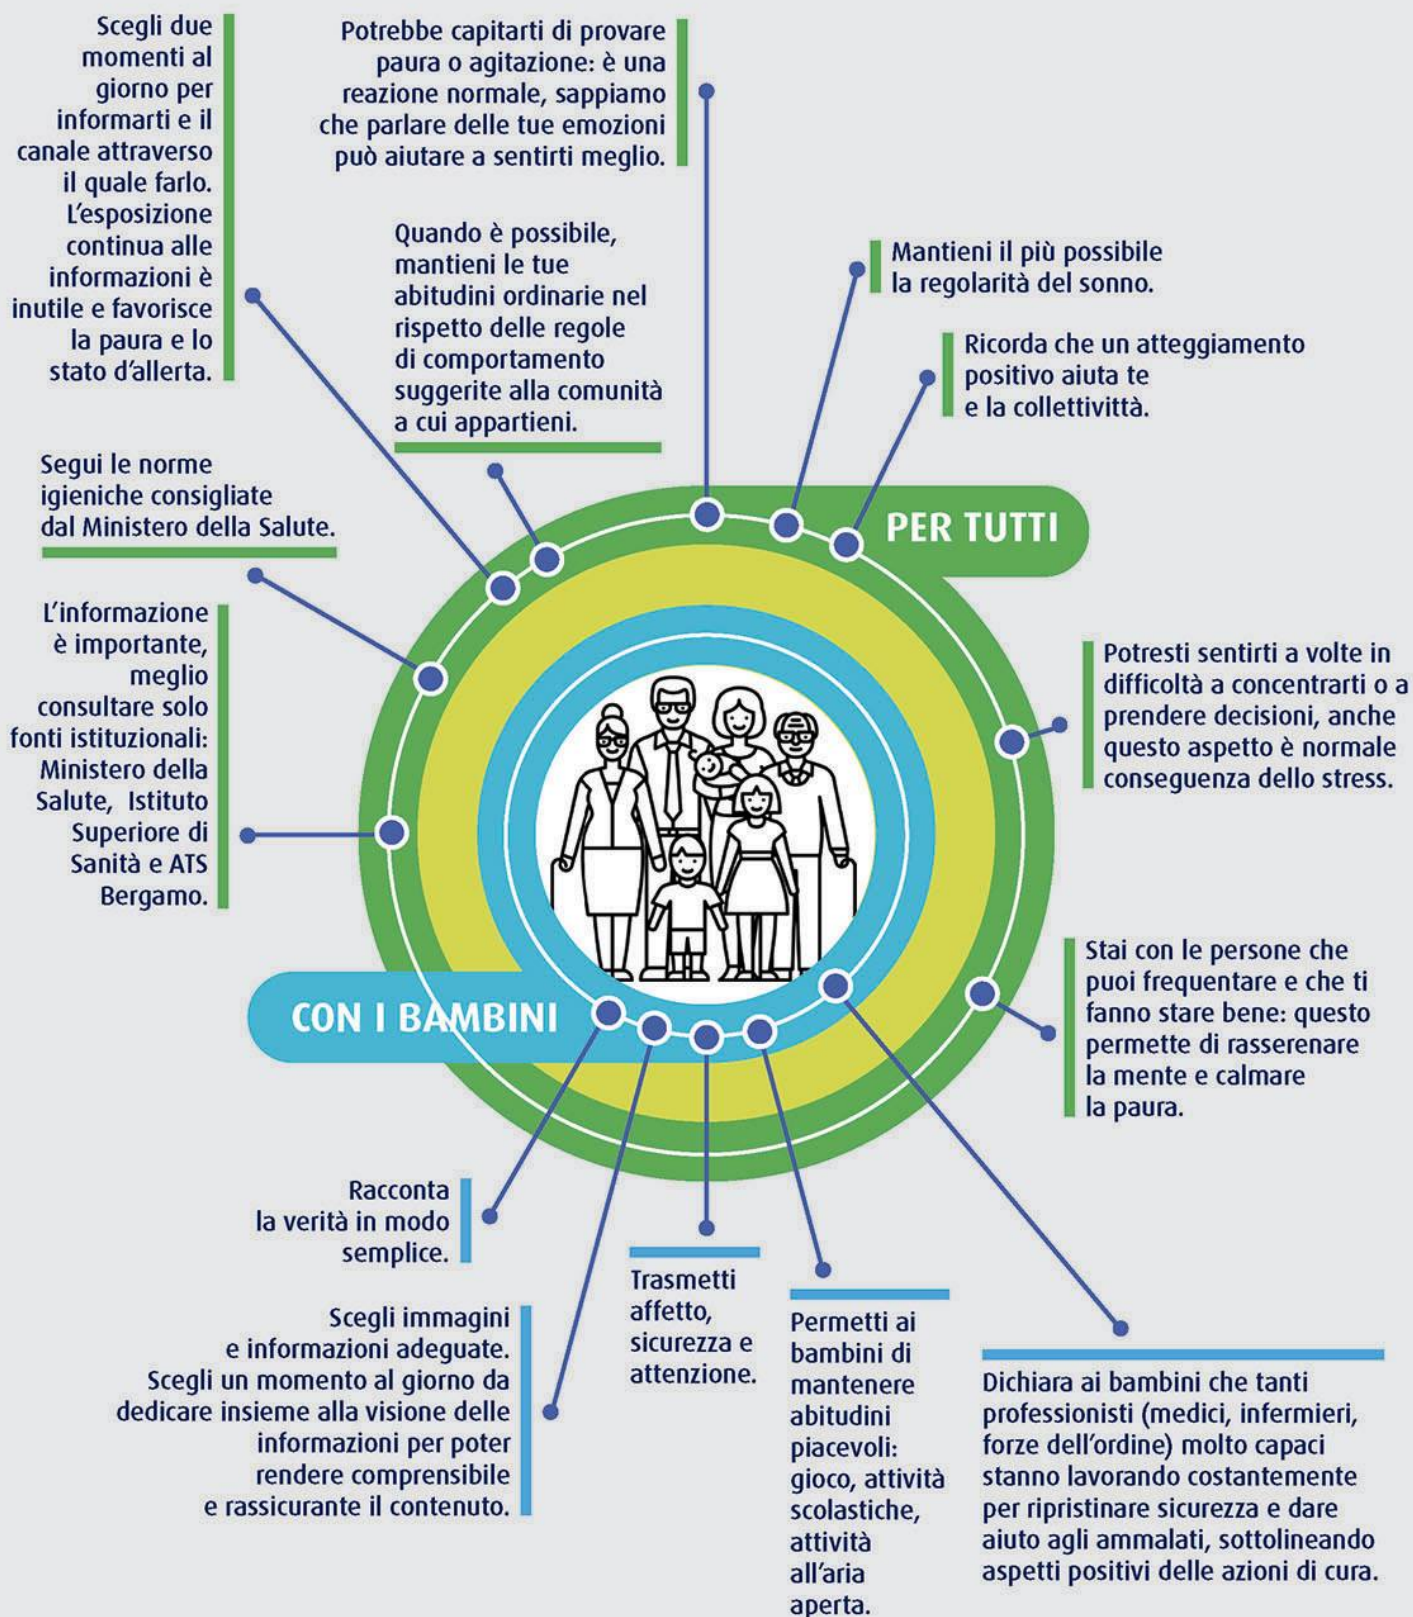 Scegli due
momenti al
giorno per
informarti e il
canale attraverso
il quale farlo.
L'esposizione
continua alle
informazioni è
inutile e favorisce
la paura e lo
stato d'allerta.
Potrebbe capitarti di provare
paura o agitazione: è una
reazione normale, sappiamo
che parlare delle tue emozioni
può aiutare a sentirti meglio.
Quando è possibile,
mantieni le tue
abitudini ordinarie nel
rispetto delle regole
di comportamento
suggerite alla comunità
a cui appartieni.
Mantieni il più possibile
la regolarità del sonno.
Ricorda che un atteggiamento
positivo aiuta te
e la collettività.
Segui le norme
igieniche consigliate
dal Ministero della Salute.
PER TUTTI
L'informazione
è importante,
meglio
consultare solo
fonti istituzionali:
Ministero della
Salute, Istituto
Superiore di
Sanità e ATS
Bergamo.
Potresti sentirti a volte in
difficoltà a concentrarti o a
prendere decisioni, anche
questo aspetto è normale
conseguenza dello stress.
Stai con le persone che
puoi frequentare e che ti
fanno stare bene: questo
permette di rasserenare
la mente e calmare
la paura.
CON I BAMBINI
Racconta
la verità in modo
semplice.
Scegli immagini
e informazioni adeguate.
Scegli un momento al giorno da
dedicare insieme alla visione delle
informazioni per poter
rendere comprensibile
e rassicurante il contenuto.
Trasmetti
affetto,
sicurezza e
attenzione.
Permetti ai
bambini di
mantenere
abitudini
piacevoli:
gioco, attività
scolastiche,
attività
all'aria
aperta.
Dichiara ai bambini che tanti
professionisti (medici, infermieri,
forze dell'ordine) molto capaci
stanno lavorando costantemente
per ripristinare sicurezza e dare
aiuto agli ammalati, sottolineando
aspetti positivi delle azioni di cura.